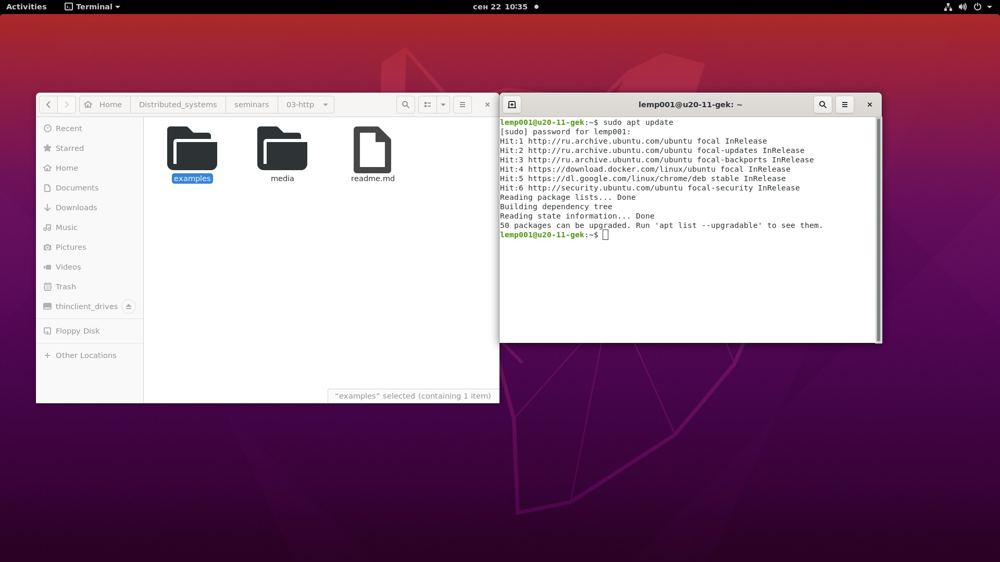 Activities Terminal сен 22 10:35
Home Distributed_systems seminars 03-http
Recent
Starred
Home
Documents
Downloads
Music
Pictures
Videos
Trash
thinclient_drives
Floppy Disk
Other Locations
examples media readme.md
“examples” selected (containing 1 item)
lemp001@u20-11-gek: ~
lemp001@u20-11-gek:~$ sudo apt update
[sudo] password for lemp001:
Hit:1 http://ru.archive.ubuntu.com/ubuntu focal InRelease
Hit:2 http://ru.archive.ubuntu.com/ubuntu focal-updates InRelease
Hit:3 http://ru.archive.ubuntu.com/ubuntu focal-backports InRelease
Hit:4 https://download.docker.com/linux/ubuntu focal InRelease
Hit:5 https://dl.google.com/linux/chrome/deb stable InRelease
Hit:6 http://security.ubuntu.com/ubuntu focal-security InRelease
Reading package lists... Done
Building dependency tree
Reading state information... Done
50 packages can be upgraded. Run 'apt list --upgradable' to see them.
lemp001@u20-11-gek:~$